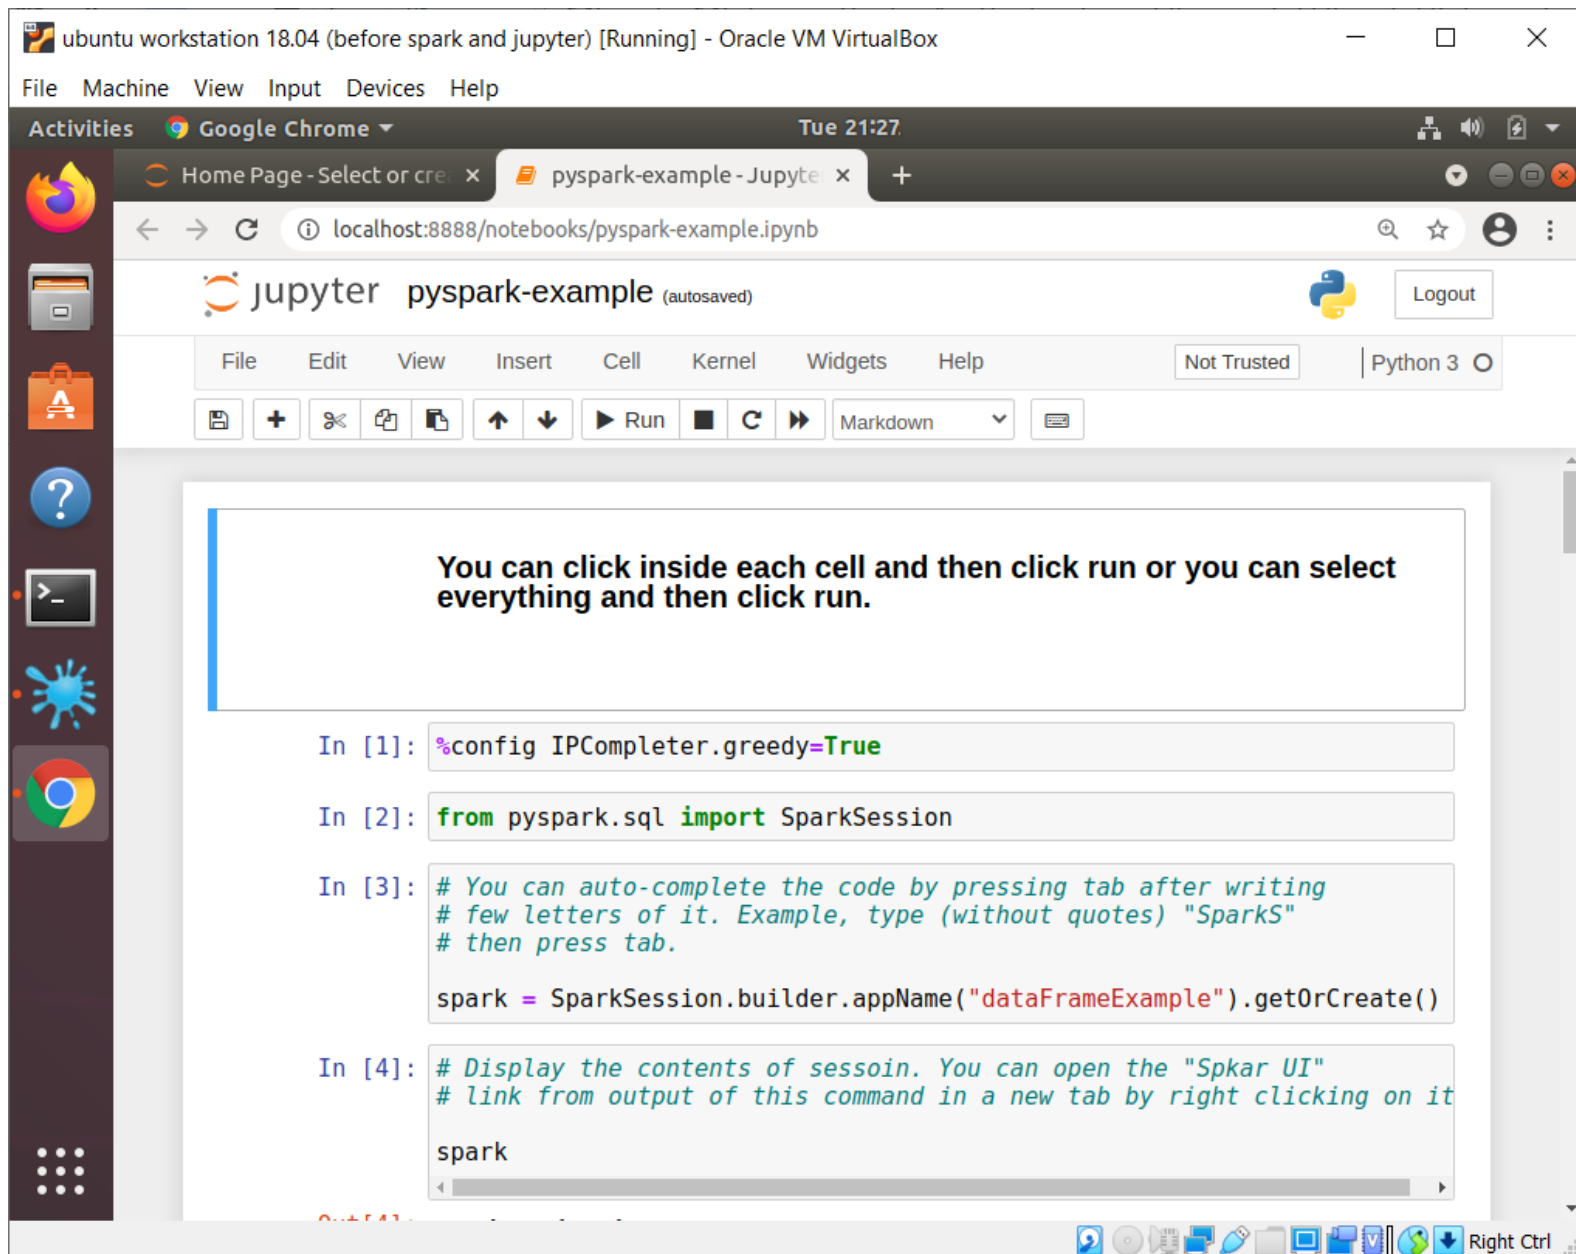 ubuntu workstation 18.04 (before spark and jupyter) [Running] - Oracle VM VirtualBox
File Machine View Input Devices Help
Activities Google Chrome Tue 21:27
Home Page - Select or cre pyspark-example - Jupyte
localhost:8888/notebooks/pyspark-example.ipynb
jupyter pyspark-example (autosaved) Logout
File Edit View Insert Cell Kernel Widgets Help Not Trusted Python 3
Run Markdown
You can click inside each cell and then click run or you can select
everything and then click run.
In [1]: %config IPCompleter.greedy=True
In [2]: from pyspark.sql import SparkSession
In [3]: # You can auto-complete the code by pressing tab after writing
# few letters of it. Example, type (without quotes) "SparkS"
# then press tab.
spark = SparkSession.builder.appName("dataFrameExample").getOrCreate()
In [4]: # Display the contents of sessoin. You can open the "Spkar UI"
# link from output of this command in a new tab by right clicking on it
spark
Right Ctrl